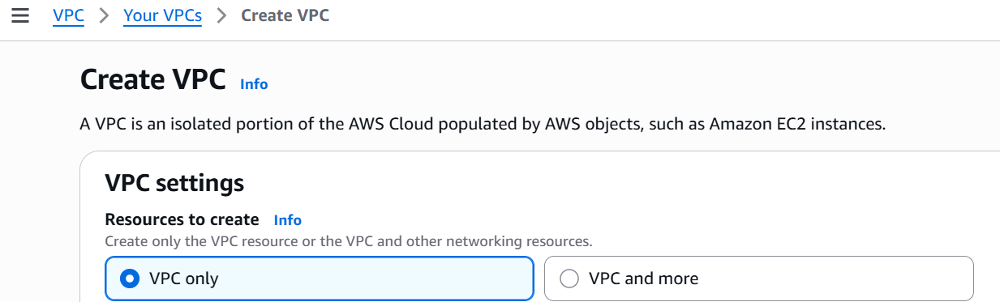 VPC > Your VPCs > Create VPC
Create VPC Info
A VPC is an isolated portion of the AWS Cloud populated by AWS objects, such as Amazon EC2 instances.
VPC settings
Resources to create Info
Create only the VPC resource or the VPC and other networking resources.
VPC only VPC and more